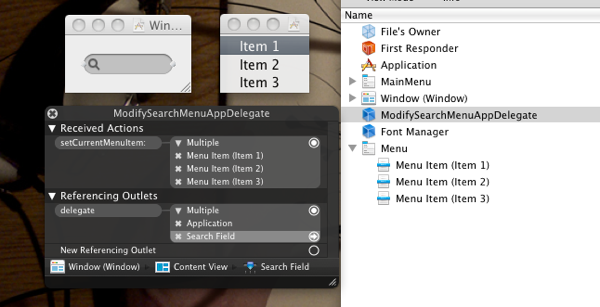 Win...
Item 1
Item 2
Item 3
ModifySearchMenuAppDelegate
Received Actions
setCurrentMenuItem:
Multiple
Menu Item (Item 1)
Menu Item (Item 2)
Menu Item (Item 3)
Referencing Outlets
delegate
Multiple
Application
Search Field
New Referencing Outlet
Window (Window) Content View Search Field
Name
File's Owner
First Responder
Application
MainMenu
Window (Window)
ModifySearchMenuAppDelegate
Font Manager
Menu
Menu Item (Item 1)
Menu Item (Item 2)
Menu Item (Item 3)